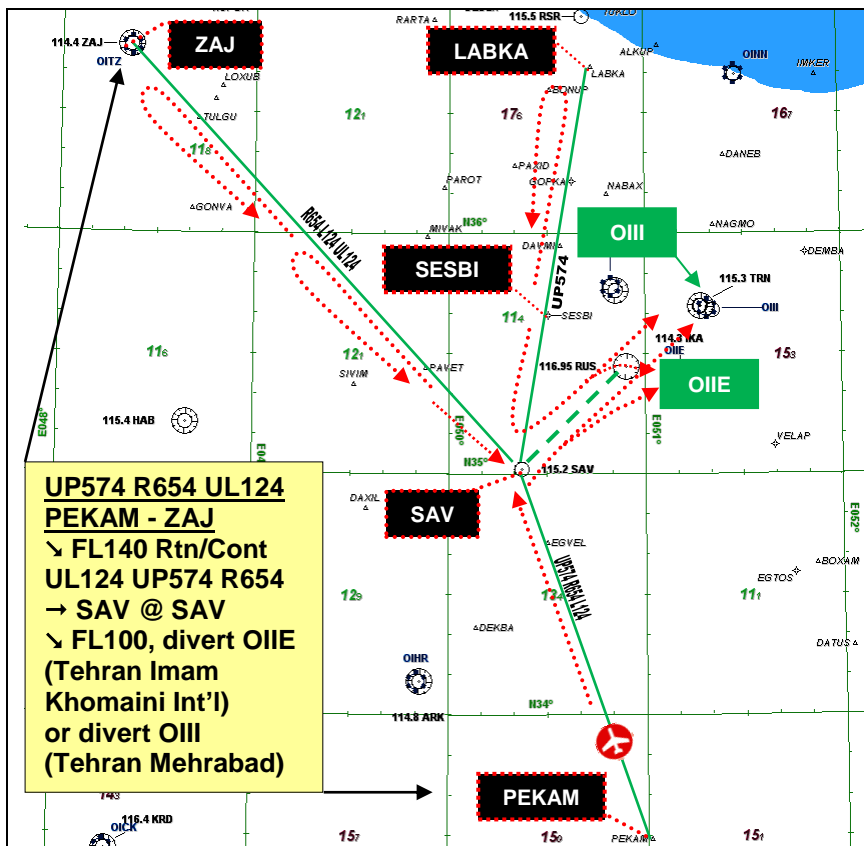 115.5 RSR
RARTA
114.4 ZAJ
ZAJ
LABKA
ALKUP
OITZ
LOXUB
LABKA
OINN
IMKER
BONUP
TULGU
12₁
17₆
16₇
11₈
DANEB
PAXID
PAROT
GOPKA
NABAX
GONVA
R654 L124 UL124
MIVAK
N36°
DAVMI
OIII
NAGMO
DEMBA
SESBI
UP574
115.3 TRN
OIII
11₄
SESBI
11₆
12₁
114.3 IKA
OIIE
15₃
PAVET
116.95 RUS
SIVIM
OIIE
E048°
115.4 HAB
E050°
E051°
VELAP
N35°
115.2 SAV
UP574 R654 UL124
PEKAM - ZAJ
↘ FL140 Rtn/Cont
UL124 UP574 R654
→ SAV @ SAV
↘ FL100, divert OIIE
(Tehran Imam
Khomaini Int'l)
or divert OIII
(Tehran Mehrabad)
DAXIL
SAV
E052°
EGVEL
UP574 R654 L124
BOXAM
EGTOS
12₉
11₁
DEKBA
DATUS
OIHR
N34°
114.8 ARK
PEKAM
14₃
116.4 KRD
OICK
15₇
15₀
PEKAM
15₁